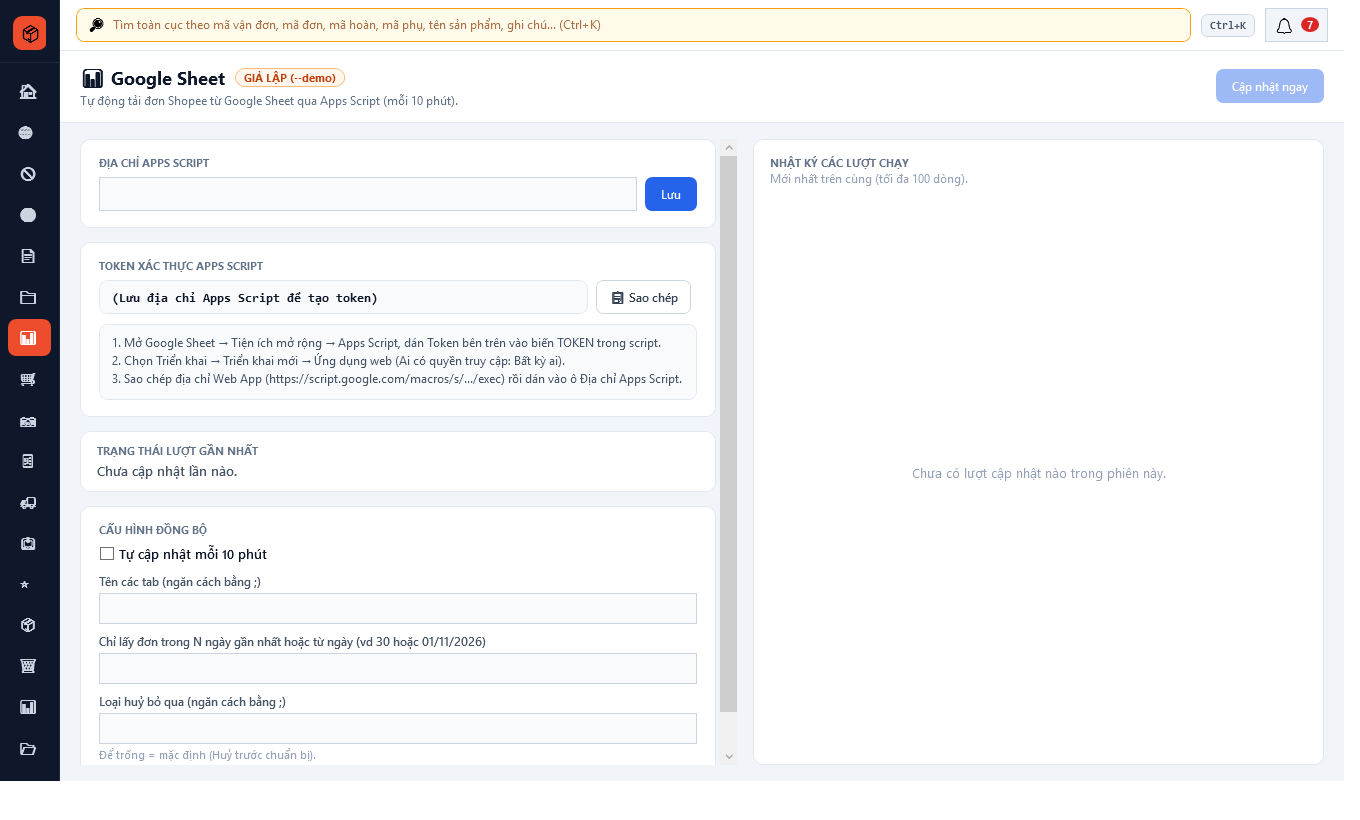 Tìm toàn cục theo mã vận đơn, mã đơn, mã hoàn, mã phụ, tên sản phẩm, ghi chú... (Ctrl+K)
Ctrl+K
7
Google Sheet
GIẢ LẬP (--demo)
Tự động tải đơn Shopee từ Google Sheet qua Apps Script (mỗi 10 phút).
Cập nhật ngay
ĐỊA CHỈ APPS SCRIPT
Lưu
TOKEN XÁC THỰC APPS SCRIPT
(Lưu địa chỉ Apps Script để tạo token)
Sao chép
1. Mở Google Sheet → Tiện ích mở rộng → Apps Script, dán Token bên trên vào biến TOKEN trong script.
2. Chọn Triển khai → Triển khai mới → Ứng dụng web (Ai có quyền truy cập: Bất kỳ ai).
3. Sao chép địa chỉ Web App (https://script.google.com/macros/s/.../exec) rồi dán vào ô Địa chỉ Apps Script.
TRẠNG THÁI LƯỢT GẦN NHẤT
Chưa cập nhật lần nào.
CẤU HÌNH ĐỒNG BỘ
Tự cập nhật mỗi 10 phút
Tên các tab (ngăn cách bằng ;)
Chỉ lấy đơn trong N ngày gần nhất hoặc từ ngày (vd 30 hoặc 01/11/2026)
Loại huỷ bỏ qua (ngăn cách bằng ;)
Để trống = mặc định (Huỷ trước chuẩn bị).
NHẬT KÝ CÁC LƯỢT CHẠY
Mới nhất trên cùng (tối đa 100 dòng).
Chưa có lượt cập nhật nào trong phiên này.